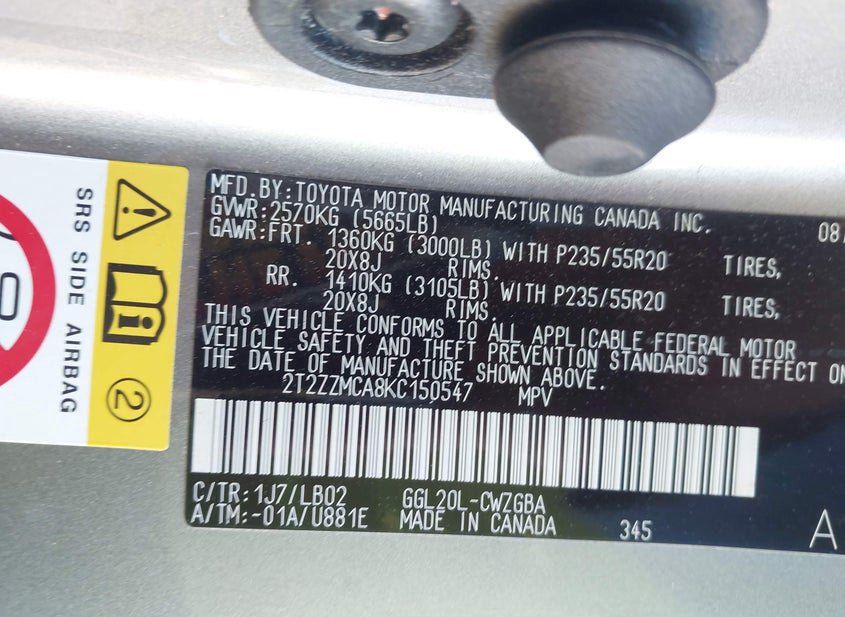 SRS SIDE AIRBAG
2
MFD.BY:TOYOTA MOTOR MANUFACTURING CANADA INC. 08/
GVWR:2570KG (5665LB)
GAWR:FRT. 1360KG (3000LB) WITH P235/55R20 TIRES,
20X8J RIMS.
RR. 1410KG (3105LB) WITH P235/55R20 TIRES,
20X8J RIMS.
THIS VEHICLE CONFORMS TO ALL APPLICABLE FEDERAL MOTOR
VEHICLE SAFETY AND THEFT PREVENTION STANDARDS IN EFFECT ON
THE DATE OF MANUFACTURE SHOWN ABOVE.
2T2ZZMCA8KC150547 MPV
C/TR:1J7/LB02 GGL20L-CWZGBA
A/TM:-01A/U881E MADE IN CANADA 345 A